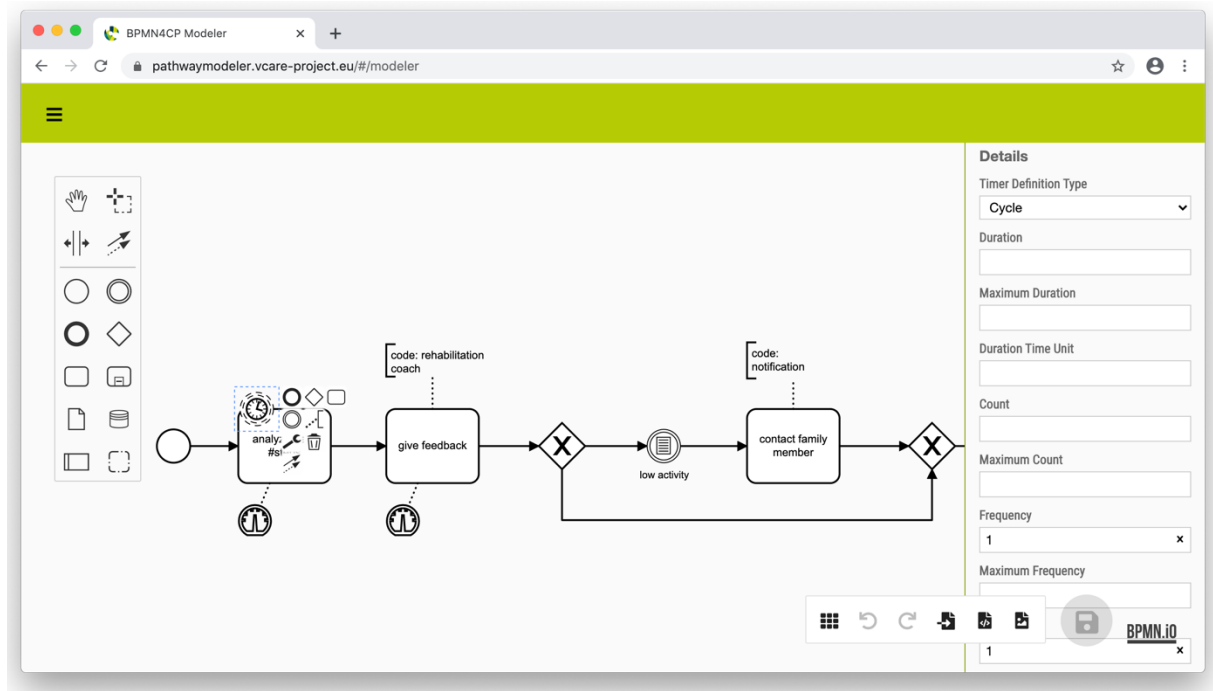 BPMN4CP Modeler
pathwaymodeler.vcare-project.eu/#/modeler
Details
Timer Definition Type
Cycle
Duration
Maximum Duration
Duration Time Unit
Count
Maximum Count
Frequency
1
Maximum Frequency
1
code: rehabilitation
coach
code:
notification
give feedback
X
low activity
contact family
member
X
BPMN.iO